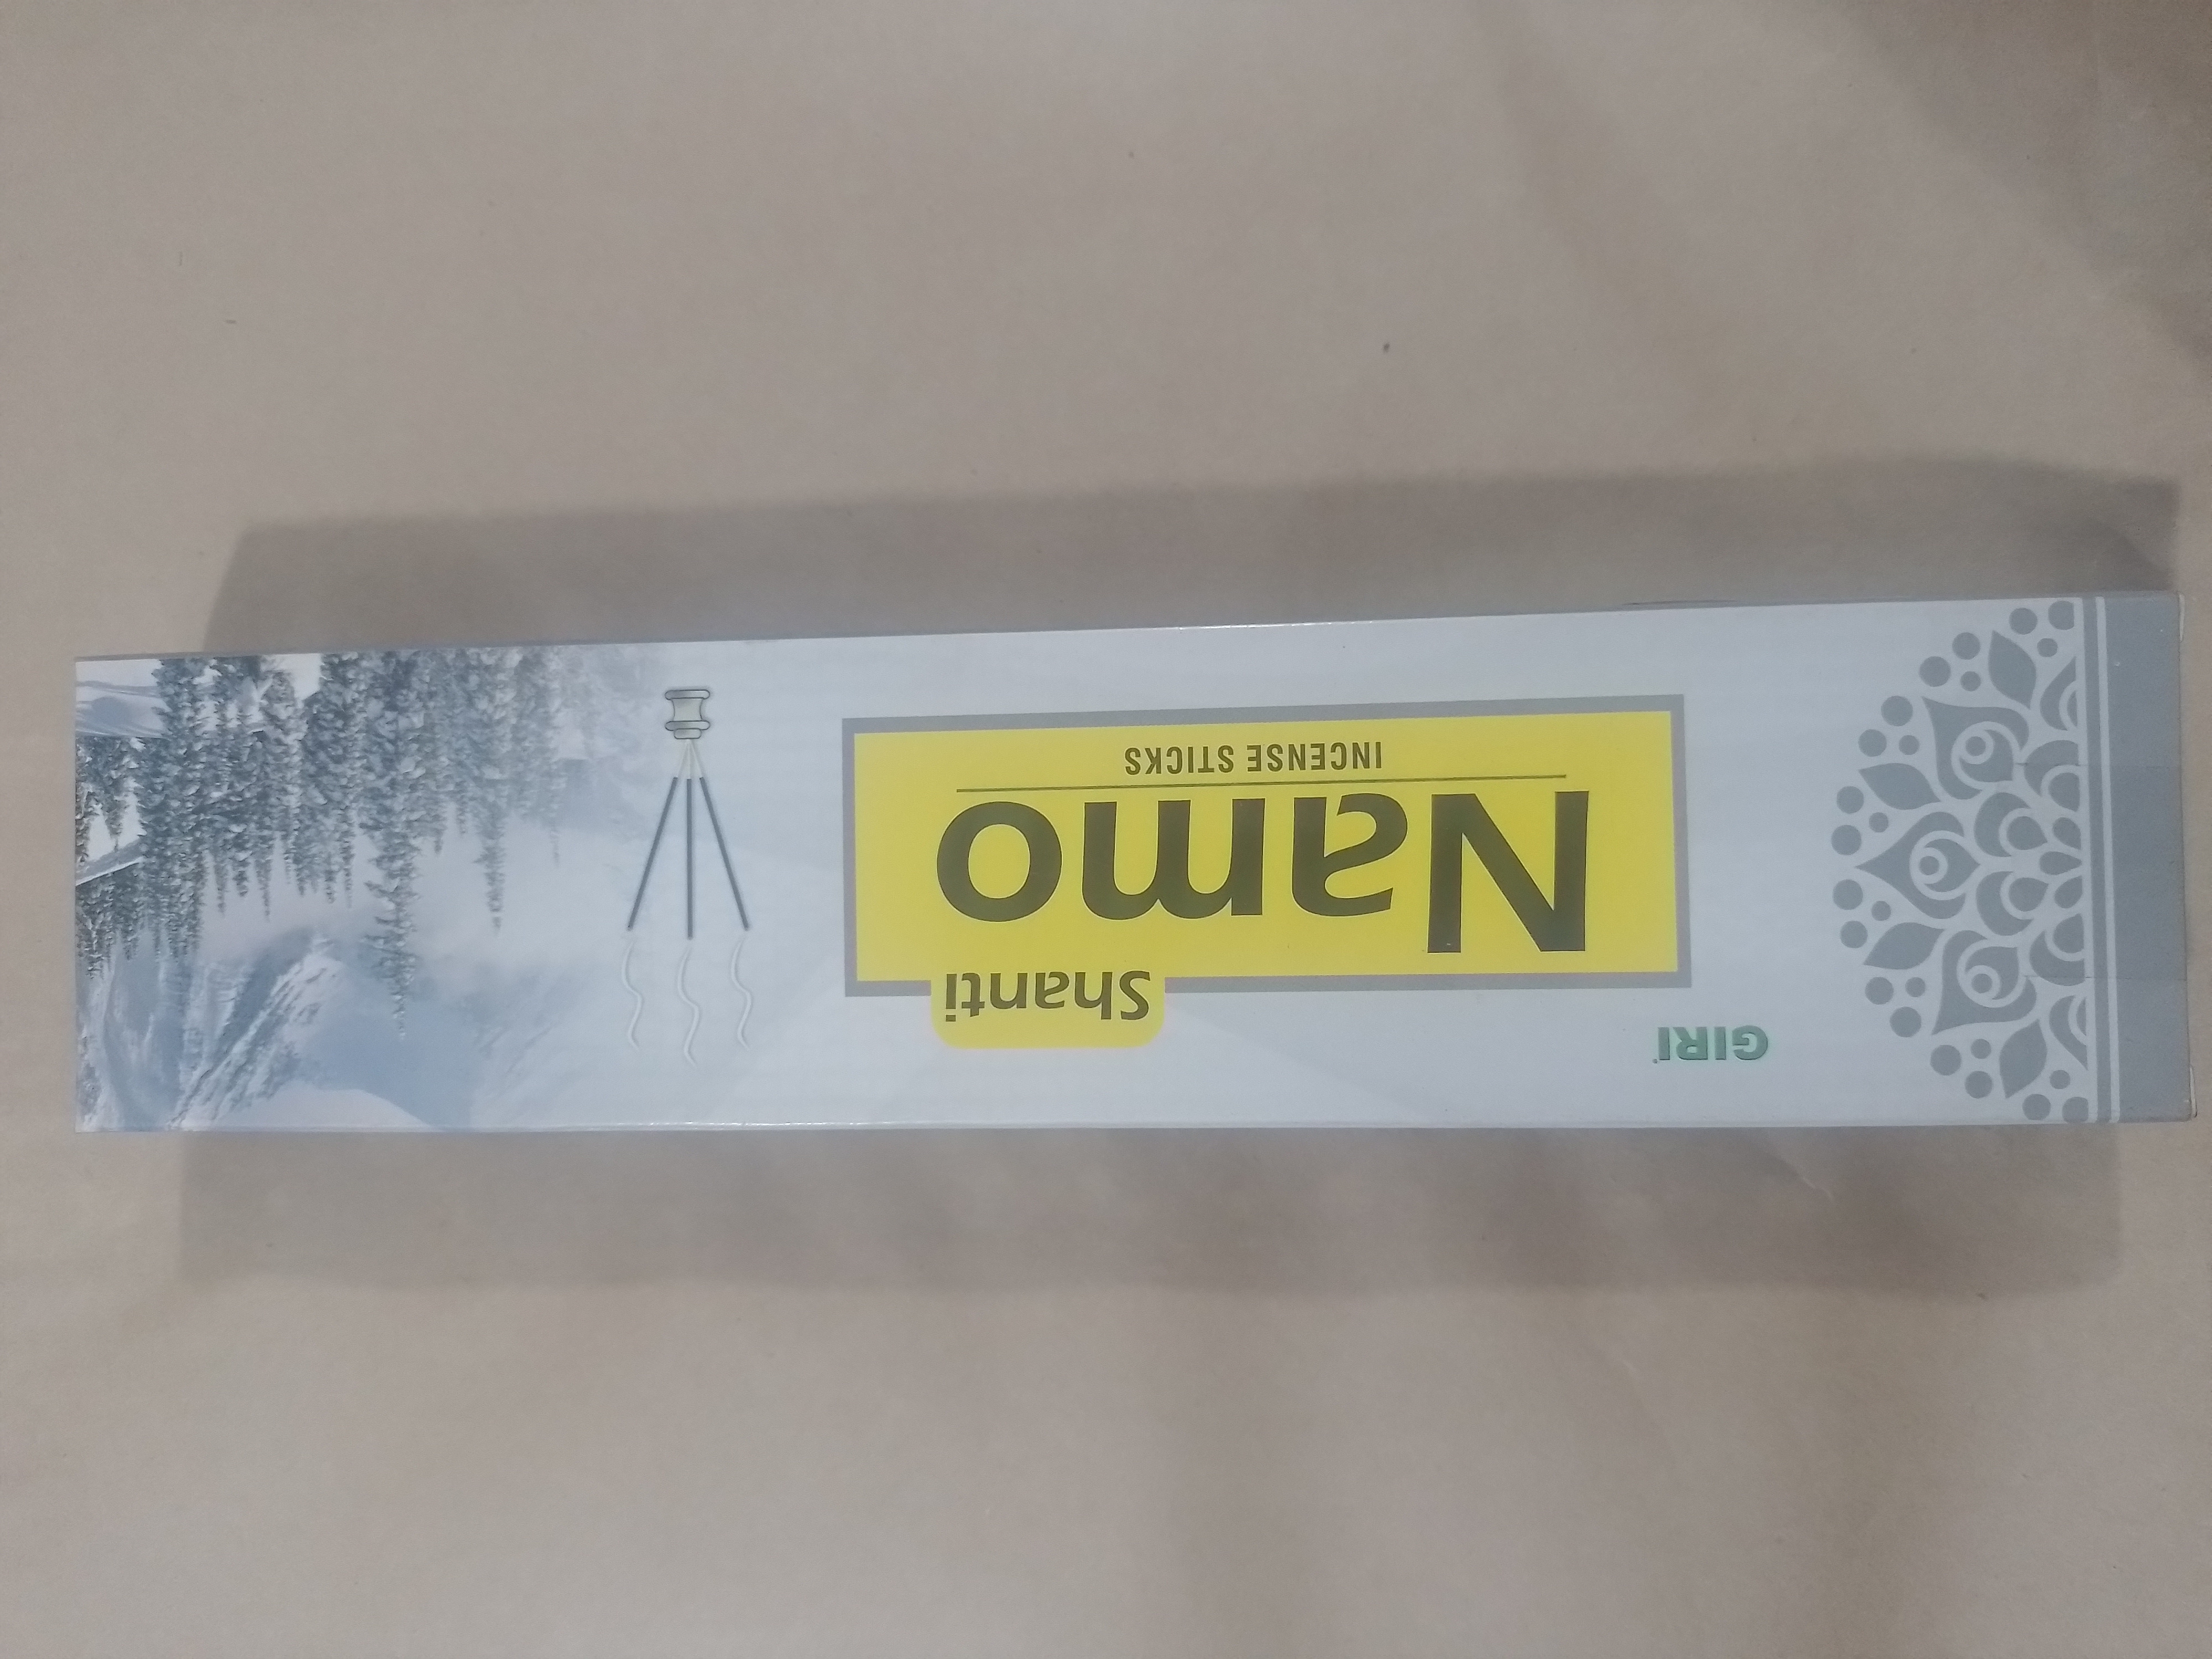 GIRI
Shanti
Namo
INCENSE STICKS